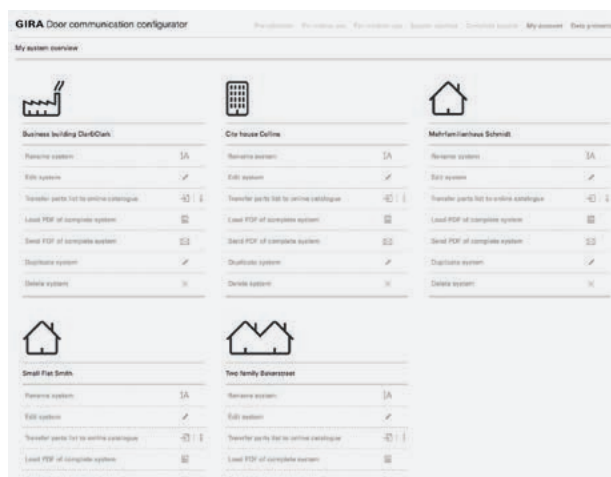 GIRA Door communication configurator
My account
My system overview
Business building Clar&Clark
City house Collins
Mehrfamilienhaus Schmidt
Rename system
Rename system
Rename system
Edit system
Edit system
Edit system
Transfer parts list to online catalogue
Transfer parts list to online catalogue
Transfer parts list to online catalogue
Load PDF of complete system
Load PDF of complete system
Load PDF of complete system
Send PDF of complete system
Send PDF of complete system
Send PDF of complete system
Duplicate system
Duplicate system
Duplicate system
Delete system
Delete system
Delete system
Small Flat Smith
Two family Bakerstreet
Rename system
Rename system
Edit system
Edit system
Transfer parts list to online catalogue
Transfer parts list to online catalogue
Load PDF of complete system
Load PDF of complete system